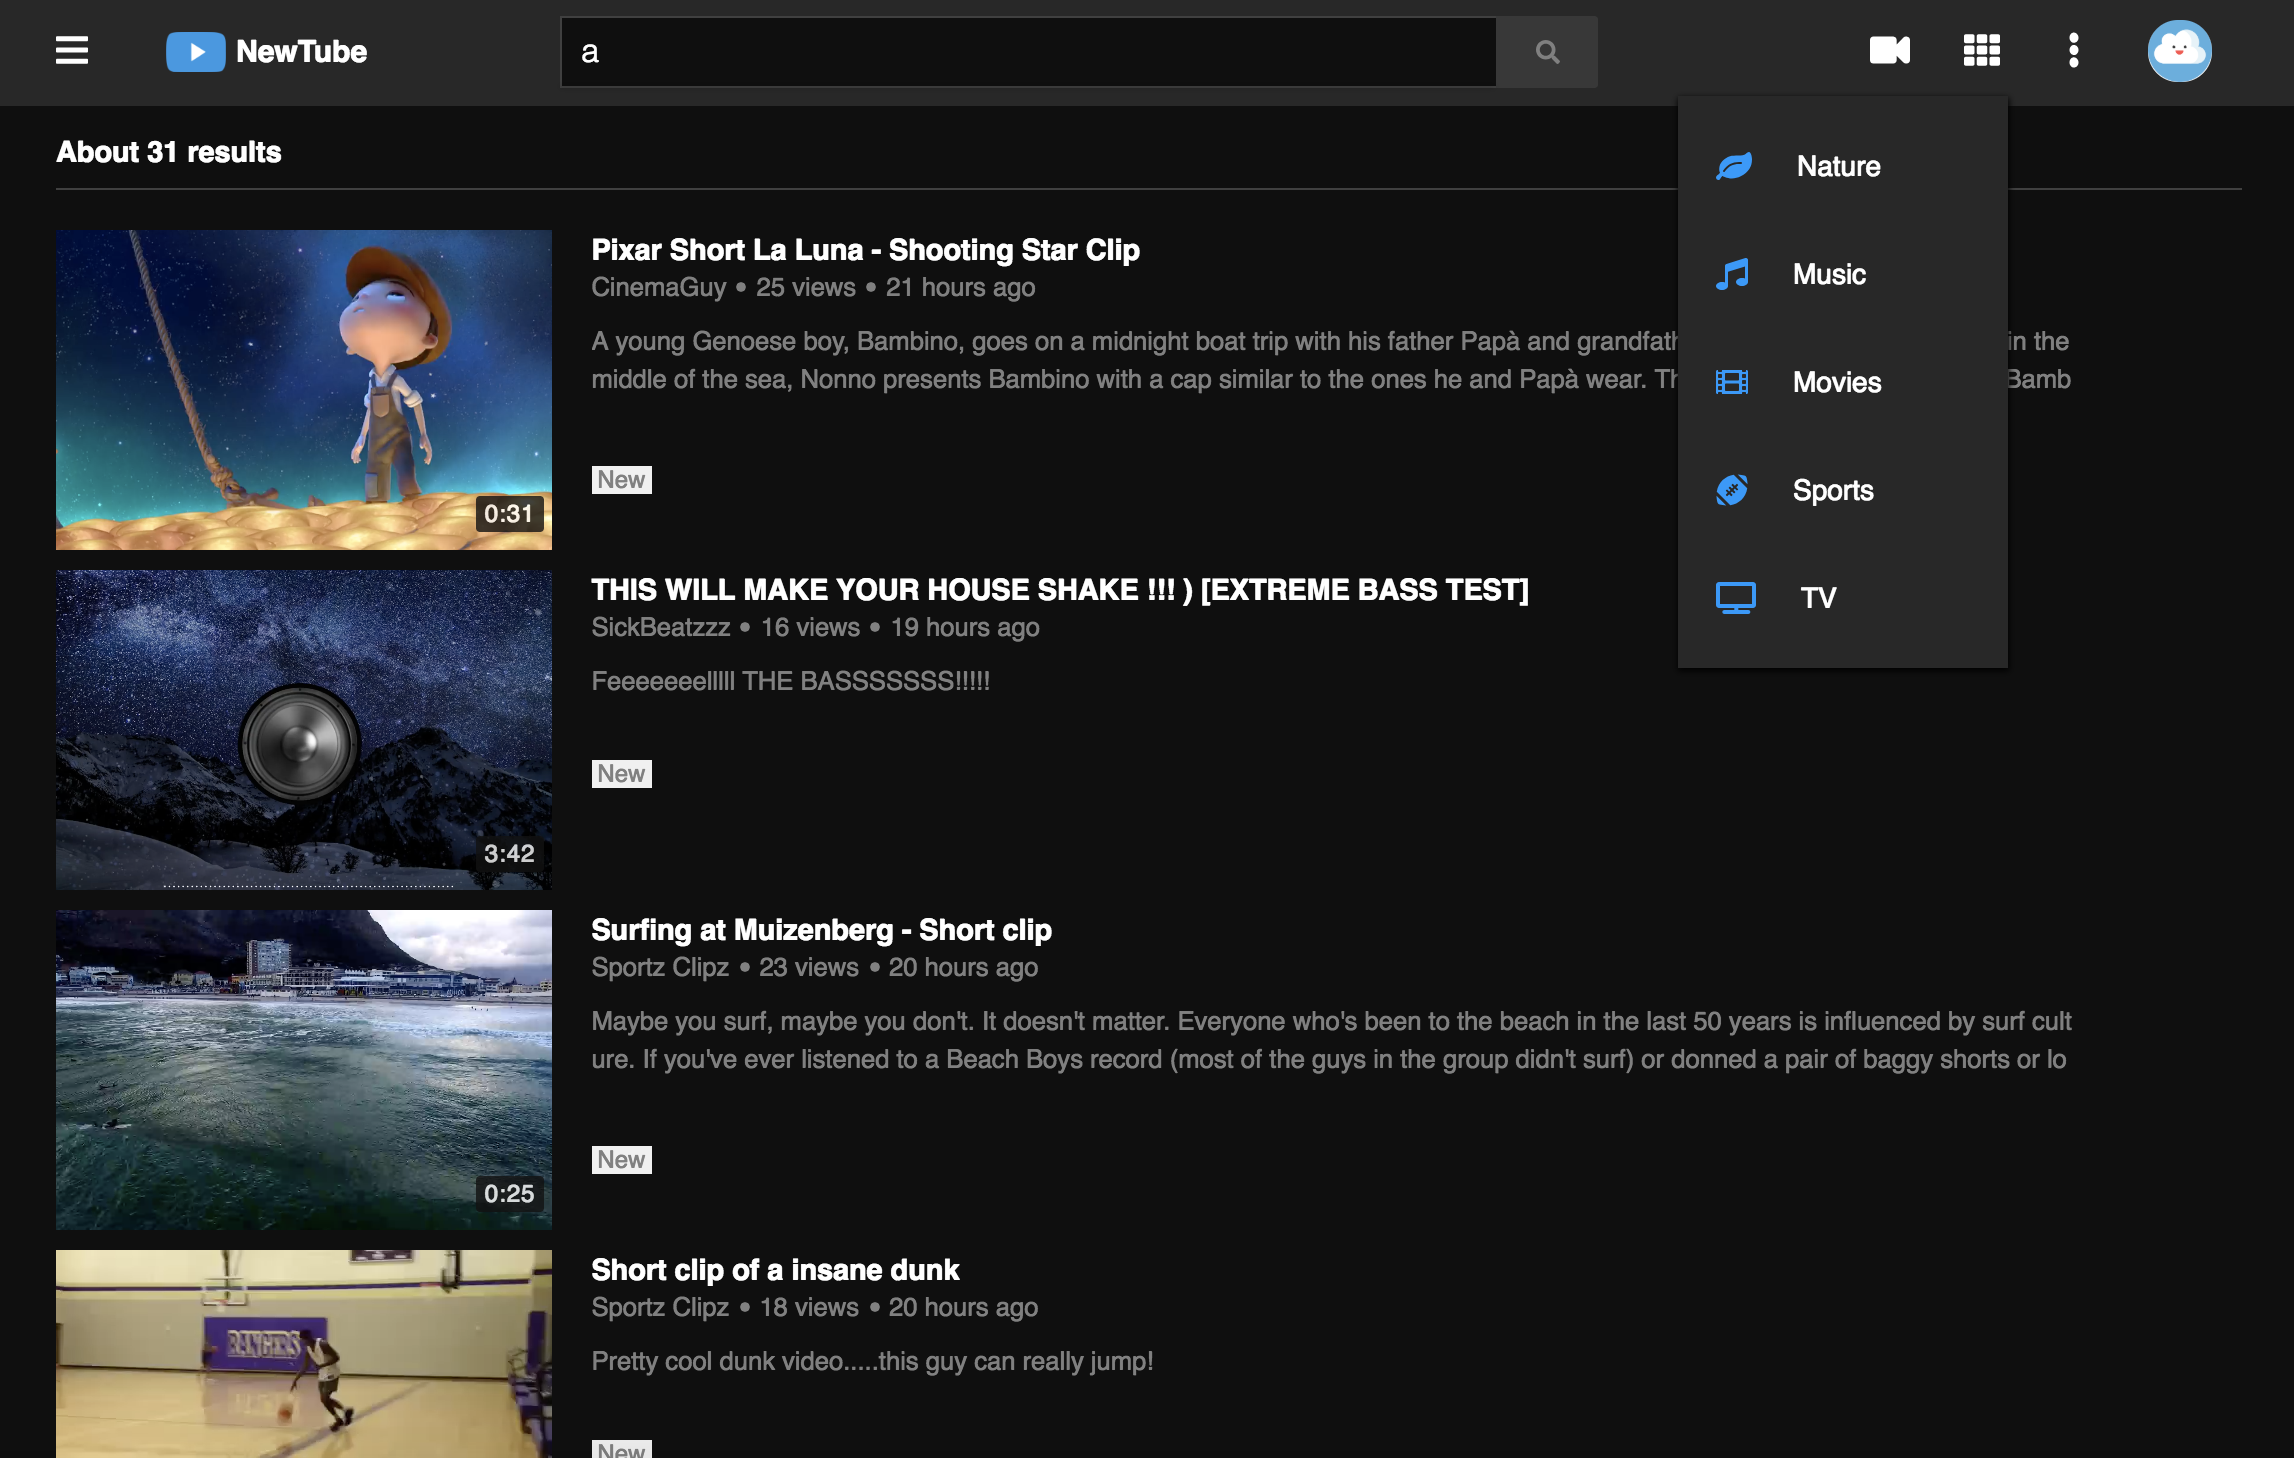 NewTube
a
About 31 results
Nature
Music
Movies
Sports
TV
Pixar Short La Luna - Shooting Star Clip
CinemaGuy • 25 views • 21 hours ago
A young Genoese boy, Bambino, goes on a midnight boat trip with his father Papà and in the
middle of the sea, Nonno presents Bambino with a cap similar to the ones he and Papà wear.
New
0:31
THIS WILL MAKE YOUR HOUSE SHAKE !!! ) [EXTREME BASS TEST]
SickBeatzzz • 16 views • 19 hours ago
Feeeeeeelllll THE BASSSSSSS!!!!!
New
3:42
Surfing at Muizenberg - Short clip
Sportz Clipz • 23 views • 20 hours ago
Maybe you surf, maybe you don't. It doesn't matter. Everyone who's been to the beach in the last 50 years is influenced by surf cult
ure. If you've ever listened to a Beach Boys record (most of the guys in the group didn't surf) or donned a pair of baggy shorts or lo
New
0:25
Short clip of a insane dunk
Sportz Clipz • 18 views • 20 hours ago
Pretty cool dunk video.....this guy can really jump!
RANGERS
New